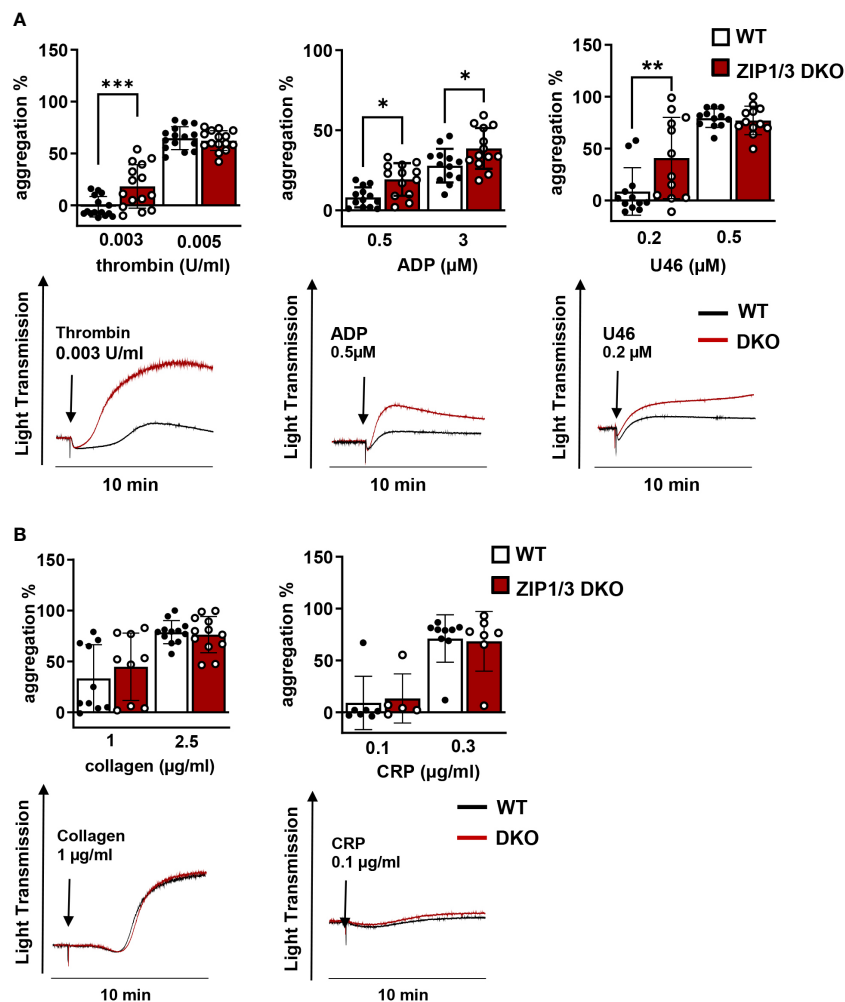 A
WT
ZIP1/3 DKO
aggregation %
150
100
50
0
***
0.003 0.005
thrombin (U/ml)
aggregation %
100
50
0
*
*
0.5 3
ADP (µM)
aggregation %
150
100
50
0
**
0.2 0.5
U46 (µM)
Light Transmission
Thrombin
0.003 U/ml
10 min
Light Transmission
ADP
0.5µM
10 min
Light Transmission
U46
0.2 µM
WT
DKO
10 min
B
WT
ZIP1/3 DKO
aggregation %
150
100
50
0
1 2.5
collagen (µg/ml)
aggregation %
150
100
50
0
0.1 0.3
CRP (µg/ml)
Light Transmission
Collagen
1 µg/ml
10 min
Light Transmission
CRP
0.1 µg/ml
WT
DKO
10 min